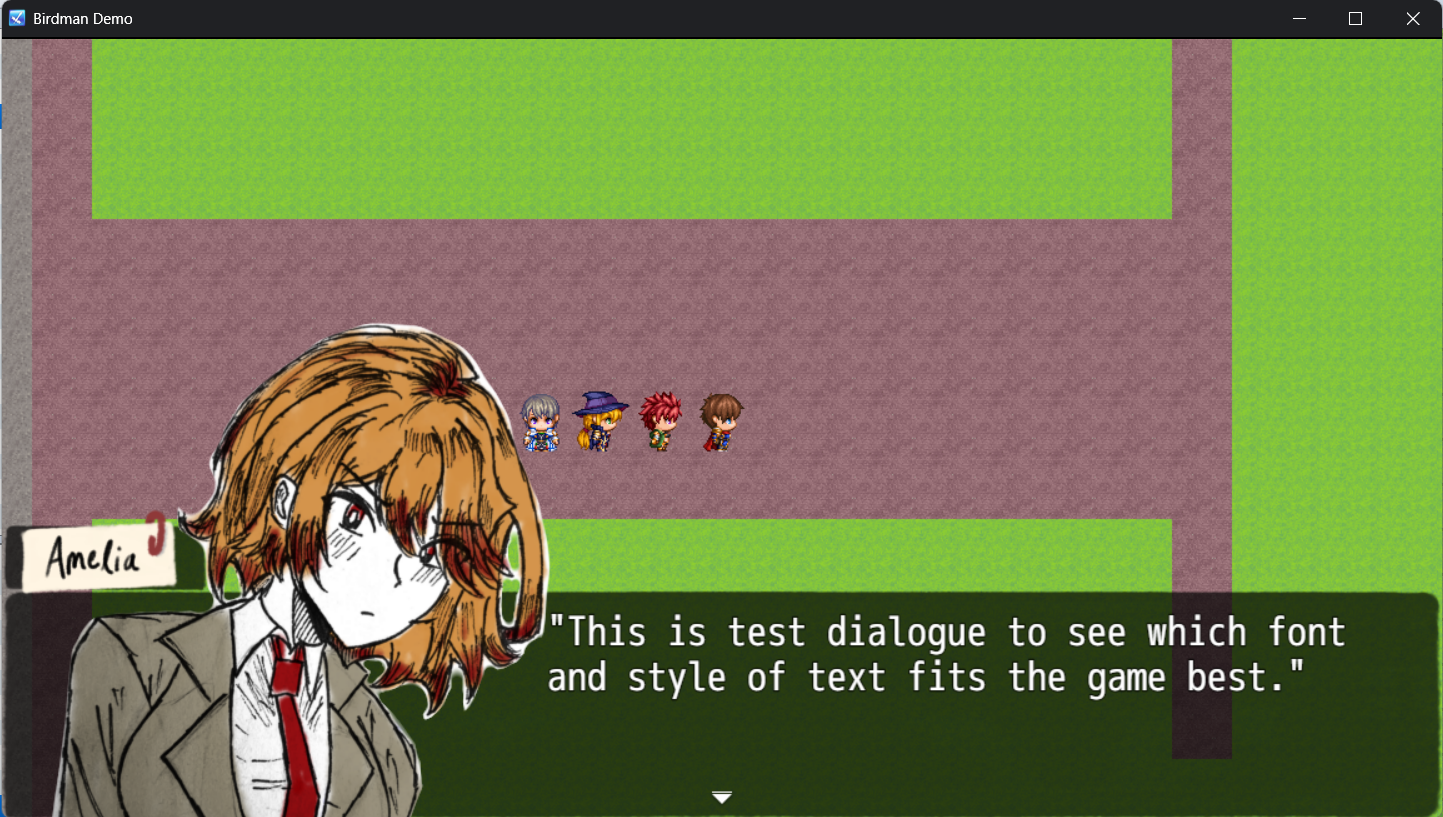 Birdman Demo
Amelia
"This is test dialogue to see which font
and style of text fits the game best."